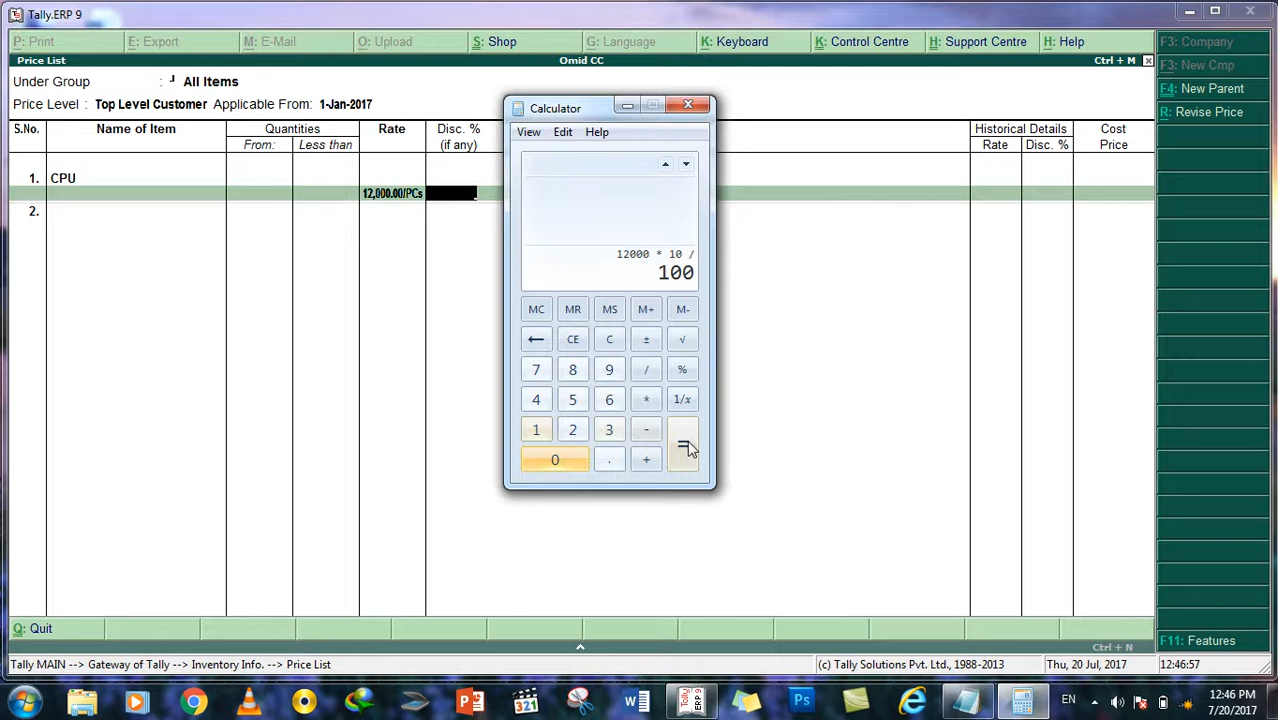 Tally.ERP 9
P: Print
E: Export
M: E-Mail
O: Upload
S: Shop
G: Language
K: Keyboard
K: Control Centre
H: Support Centre
H: Help
F3: Company
F3: New Cmp
F4: New Parent
R: Revise Price
Price List
Omid CC
Ctrl + M
Under Group : All Items
Price Level : Top Level Customer Applicable From: 1-Jan-2017
S.No.
Name of Item
Quantities
From:
Less than
Rate
Disc. %
(if any)
Historical Details
Rate
Disc. %
Cost
Price
1. CPU
12,000.00/PCs
2.
Calculator
View Edit Help
12000 * 10 /
100
MC MR MS M+ M-
← CE C ± √
7 8 9 / %
4 5 6 * 1/x
1 2 3 - =
0 . +
Q: Quit
F11: Features
Ctrl + N
Tally MAIN --> Gateway of Tally --> Inventory Info. --> Price List
(c) Tally Solutions Pvt. Ltd., 1988-2013
Thu, 20 Jul, 2017
12:46:57
321
W
Tally
ERP 9
Ps
EN
12:46 PM
7/20/2017